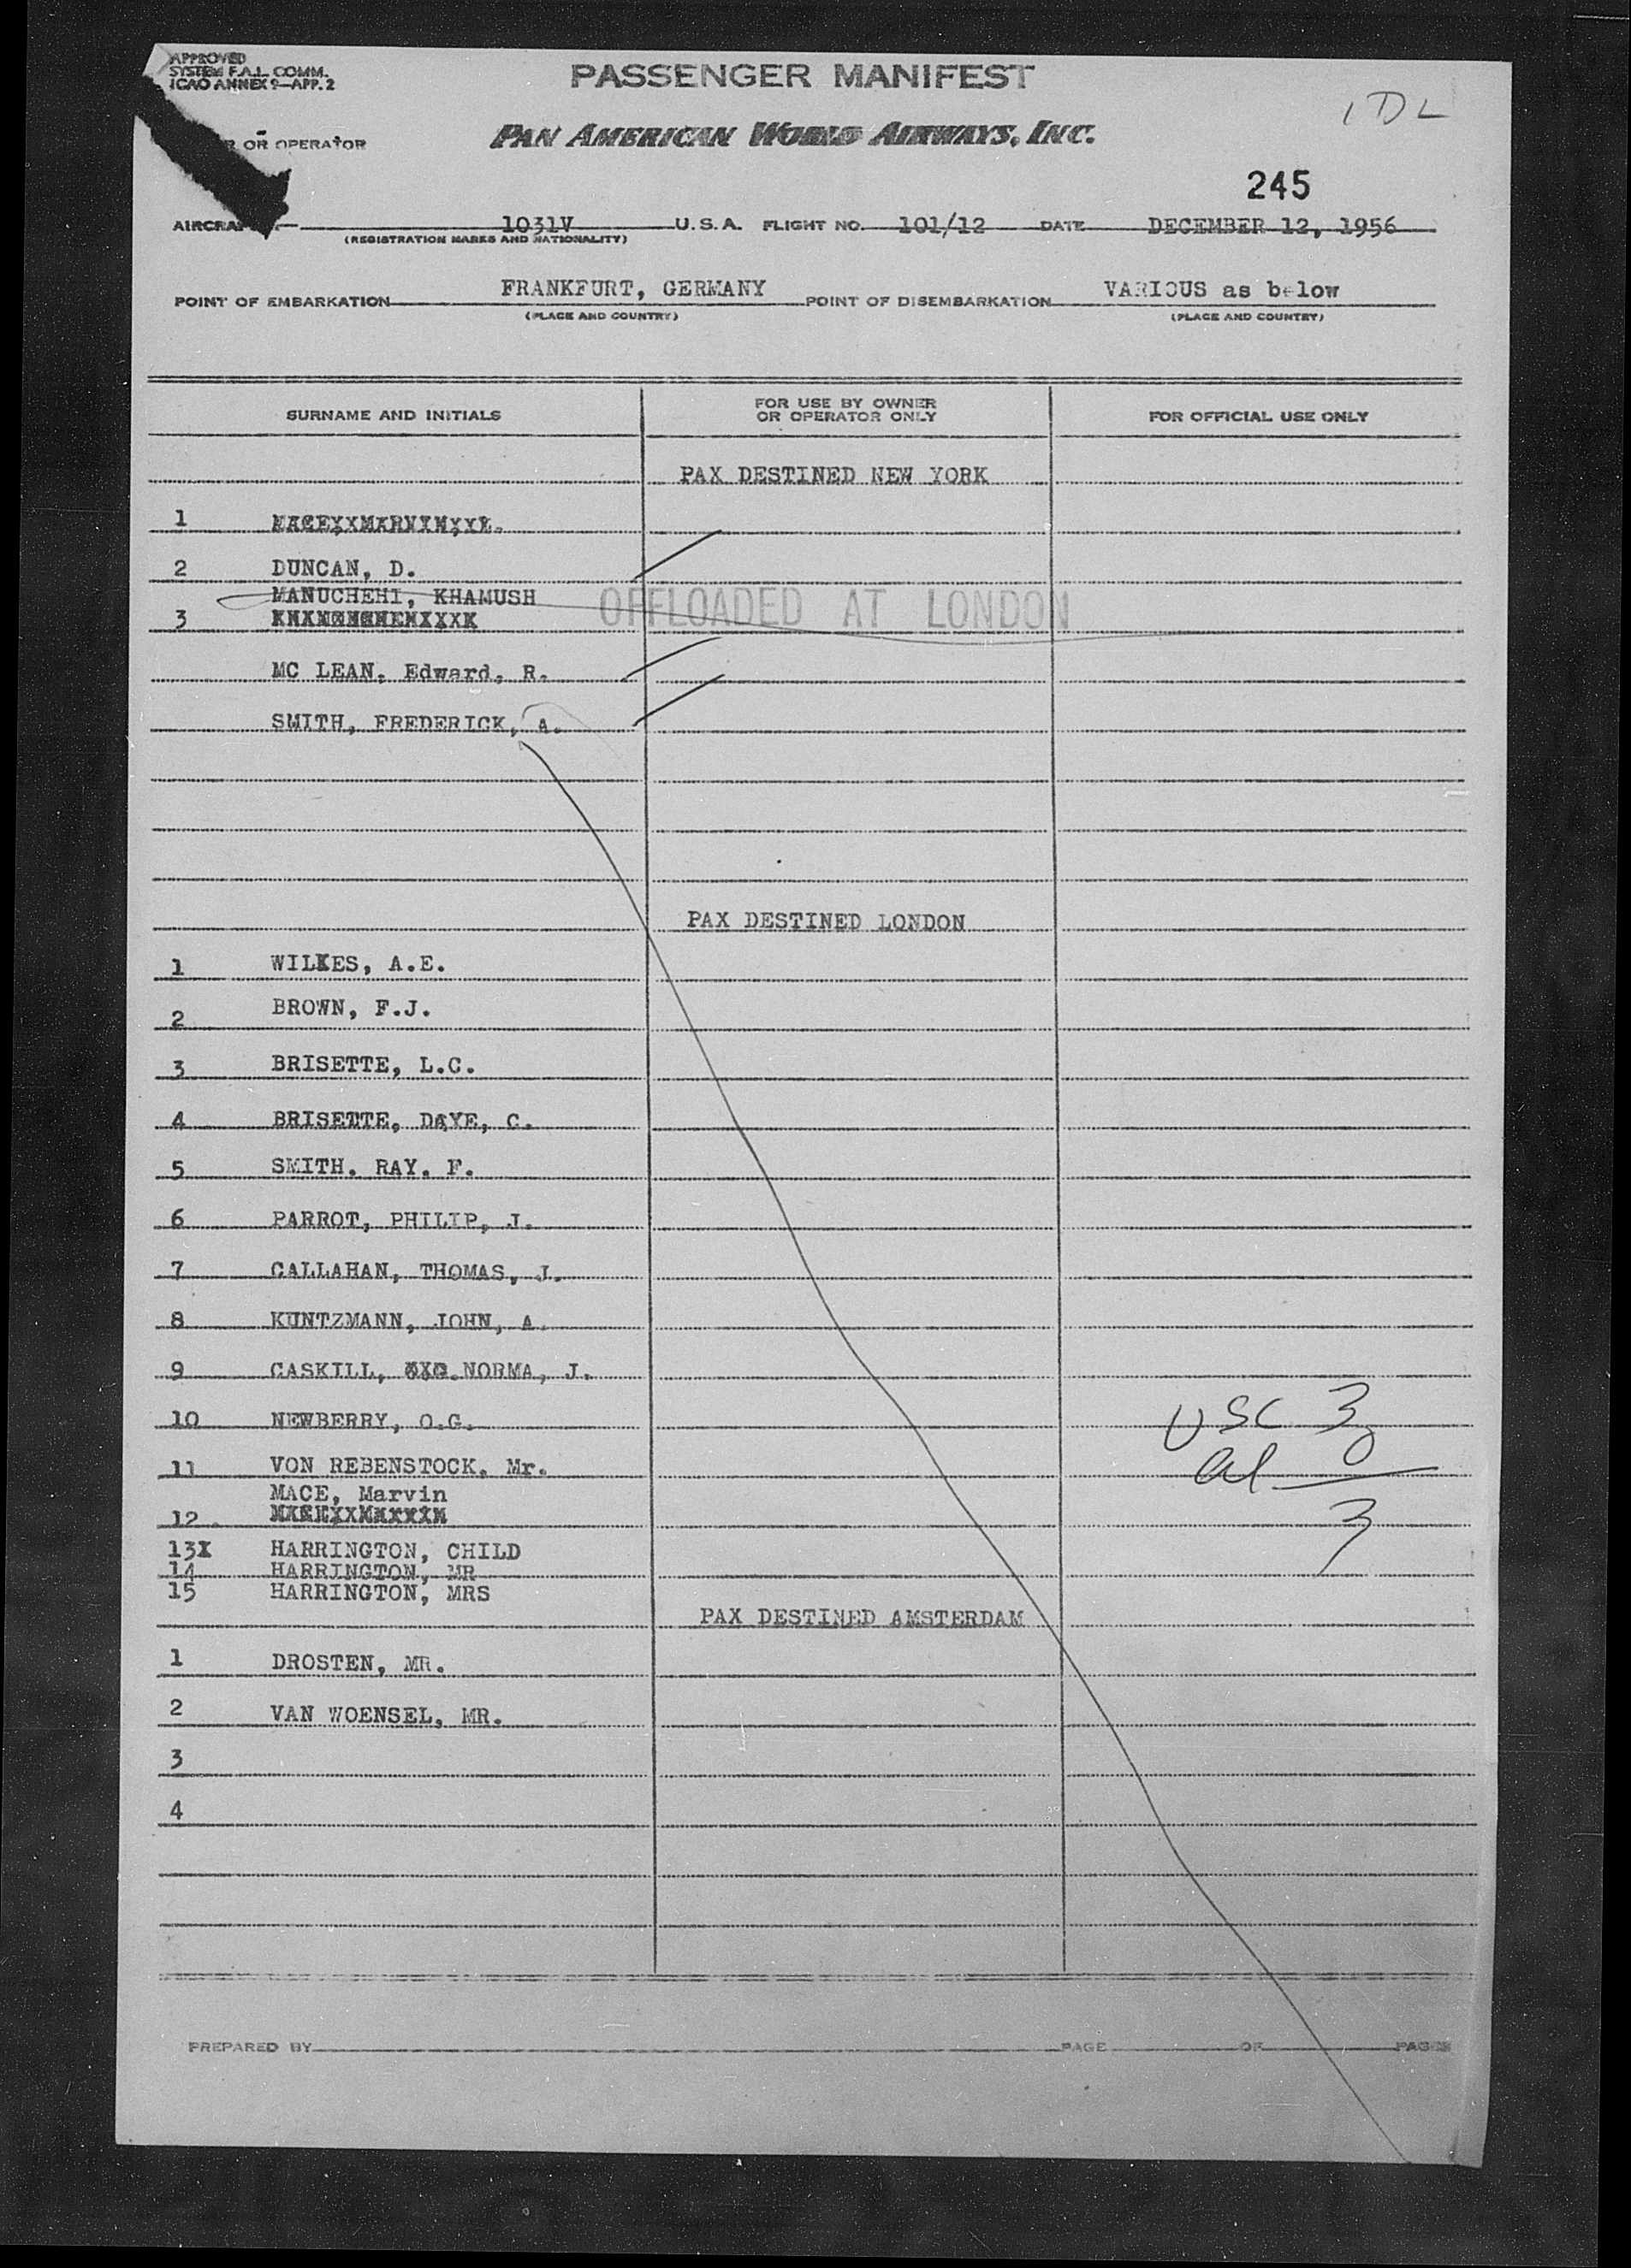 APPROVED
SYSTEM F.A.L. COMM.
ICAO ANNEX 9—APP. 2
PASSENGER MANIFEST
OR OPERATOR
PAN AMERICAN WORLD AIRWAYS, INC.
245
1031V U.S.A. FLIGHT NO. 101/12 DATE DECEMBER 12, 1956
(REGISTRATION MARKS AND NATIONALITY)
POINT OF EMBARKATION FRANKFURT, GERMANY POINT OF DISEMBARKATION VARIOUS as below
(PLACE AND COUNTRY) (PLACE AND COUNTRY)
SURNAME AND INITIALS FOR USE BY OWNER OR OPERATOR ONLY FOR OFFICIAL USE ONLY
PAX DESTINED NEW YORK
1
2 DUNCAN, D.
MANUCHEHI, KHAMUSH
3 OFFLOADED AT LONDON
MC LEAN, Edward, R.
SMITH, FREDERICK, A.
PAX DESTINED LONDON
1 WILKES, A.E.
2 BROWN, F.J.
3 BRISETTE, L.C.
4 BRISETTE, DAYE, C.
5 SMITH. RAY. F.
6 PARROT, PHILIP, J.
7 CALLAHAN, THOMAS, J.
8 KUNTZMANN, JOHN, A.
9 CASKILL, NORMA, J.
10 NEWBERRY, O.G. USC 3
11 VON REBENSTOCK, Mr. al 0
MACE, Marvin
12 3
13X HARRINGTON, CHILD
14 HARRINGTON, MR
15 HARRINGTON, MRS
PAX DESTINED AMSTERDAM
1 DROSTEN, MR.
2 VAN WOENSEL, MR.
3
4
PREPARED BY PAGE OF PAGES